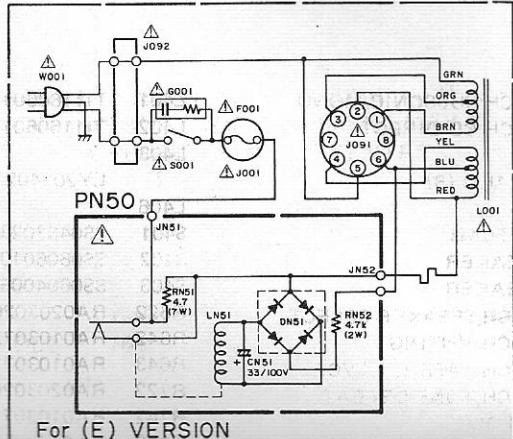 J092
W001
G001
F001
S001
J001
GRN
ORG
BRN
YEL
BLU
RED
3
2
1
7
J091
8
4
5
6
L001
PN50
JN51
JN52
RN51
4.7
(7W)
LN51
DN51
CN51
33/100V
RN52
4.7k
(2W)
For (E) VERSION